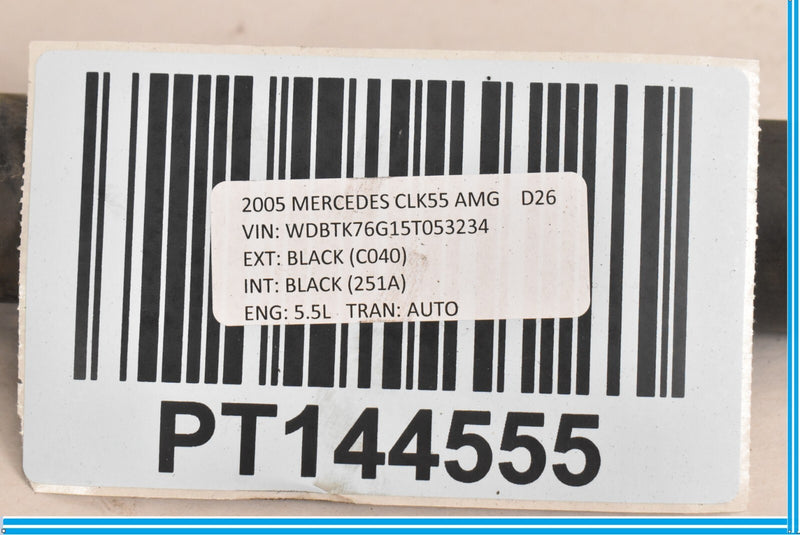 2005 MERCEDES CLK55 AMG D26
VIN: WDBTK76G15T053234
EXT: BLACK (C040)
INT: BLACK (251A)
ENG: 5.5L TRAN: AUTO
PT144555